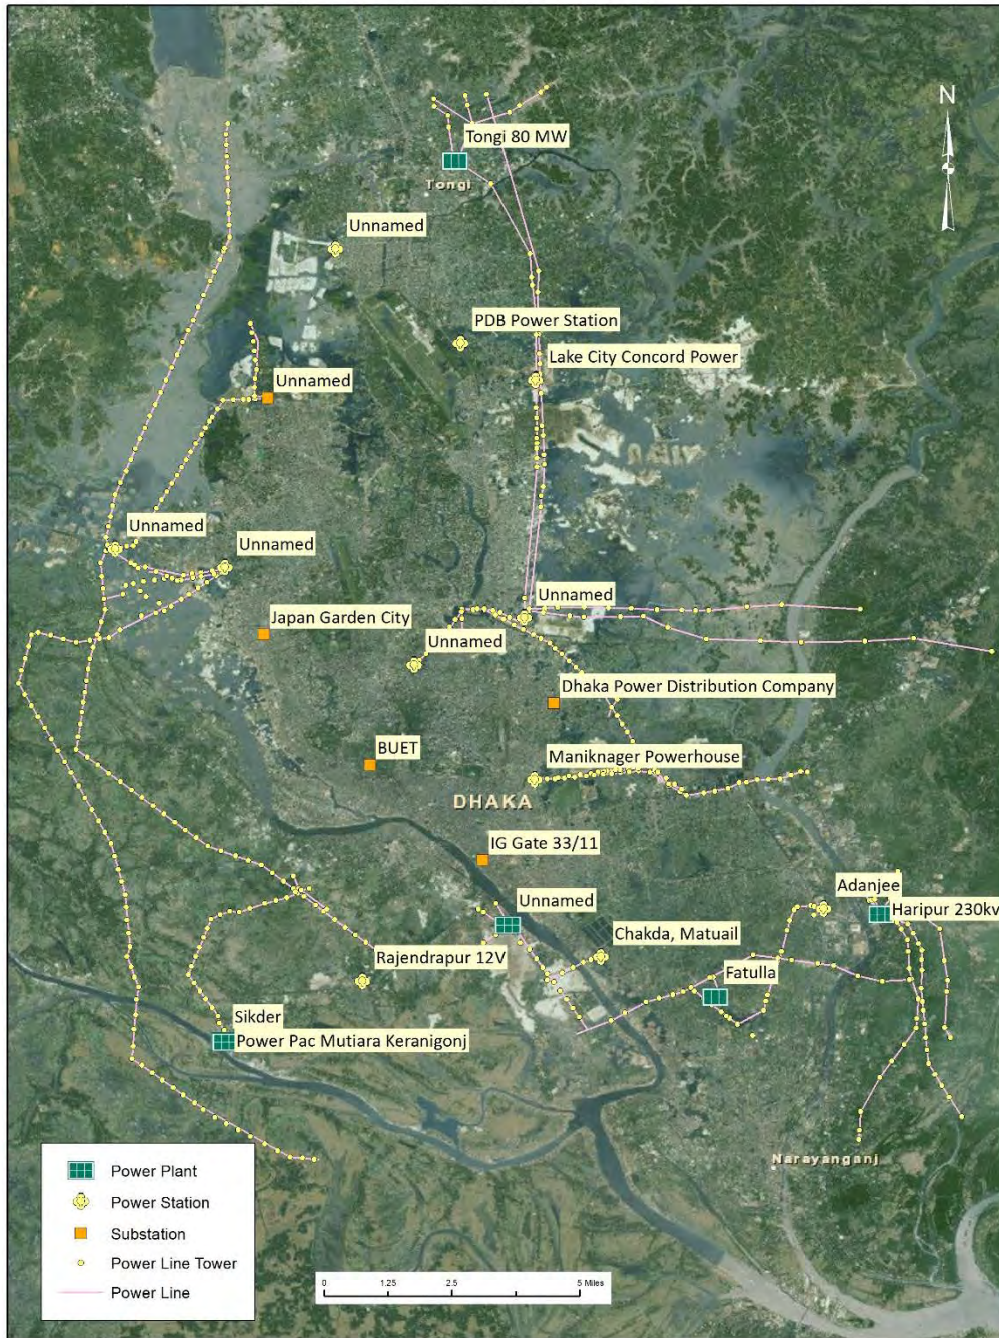 N
Tongi 80 MW
Tongi
Unnamed
PDB Power Station
Lake City Concord Power
Unnamed
Unnamed
Unnamed
Unnamed
Japan Garden City
Unnamed
Dhaka Power Distribution Company
BUET
Maniknager Powerhouse
DHAKA
IG Gate 33/11
Adanjee
Unnamed
Haripur 230kv
Chakda, Matuail
Rajendrapur 12V
Fatulla
Sikder
Power Pac Mutiara Keranigonj
Narayanganj
Power Plant
Power Station
Substation
Power Line Tower
Power Line
0 1.25 2.5 5 Miles